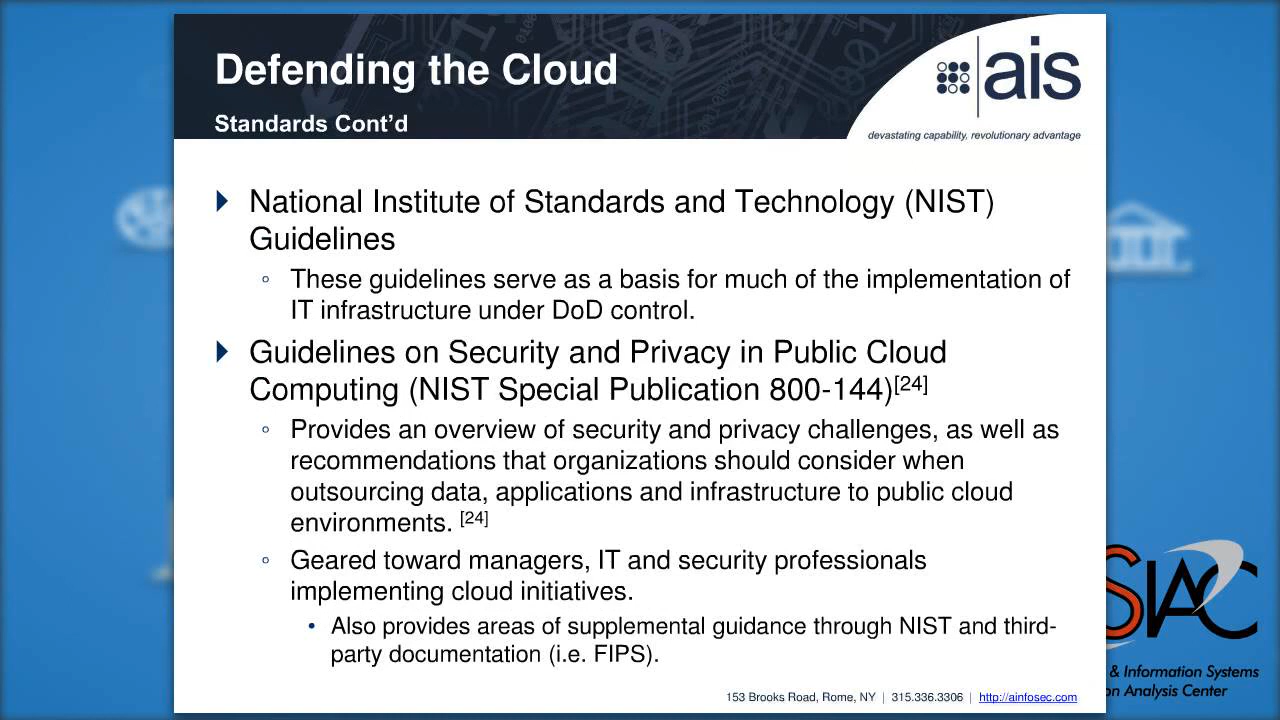 Defending the Cloud
Standards Cont'd
ais
devastating capability, revolutionary advantage
National Institute of Standards and Technology (NIST)
Guidelines
◦ These guidelines serve as a basis for much of the implementation of
IT infrastructure under DoD control.
Guidelines on Security and Privacy in Public Cloud
Computing (NIST Special Publication 800-144)[24]
◦ Provides an overview of security and privacy challenges, as well as
recommendations that organizations should consider when
outsourcing data, applications and infrastructure to public cloud
environments. [24]
◦ Geared toward managers, IT and security professionals
implementing cloud initiatives.
• Also provides areas of supplemental guidance through NIST and third-
party documentation (i.e. FIPS).
153 Brooks Road, Rome, NY | 315.336.3306 | http://ainfosec.com
SIAC
& Information Systems
on Analysis Center